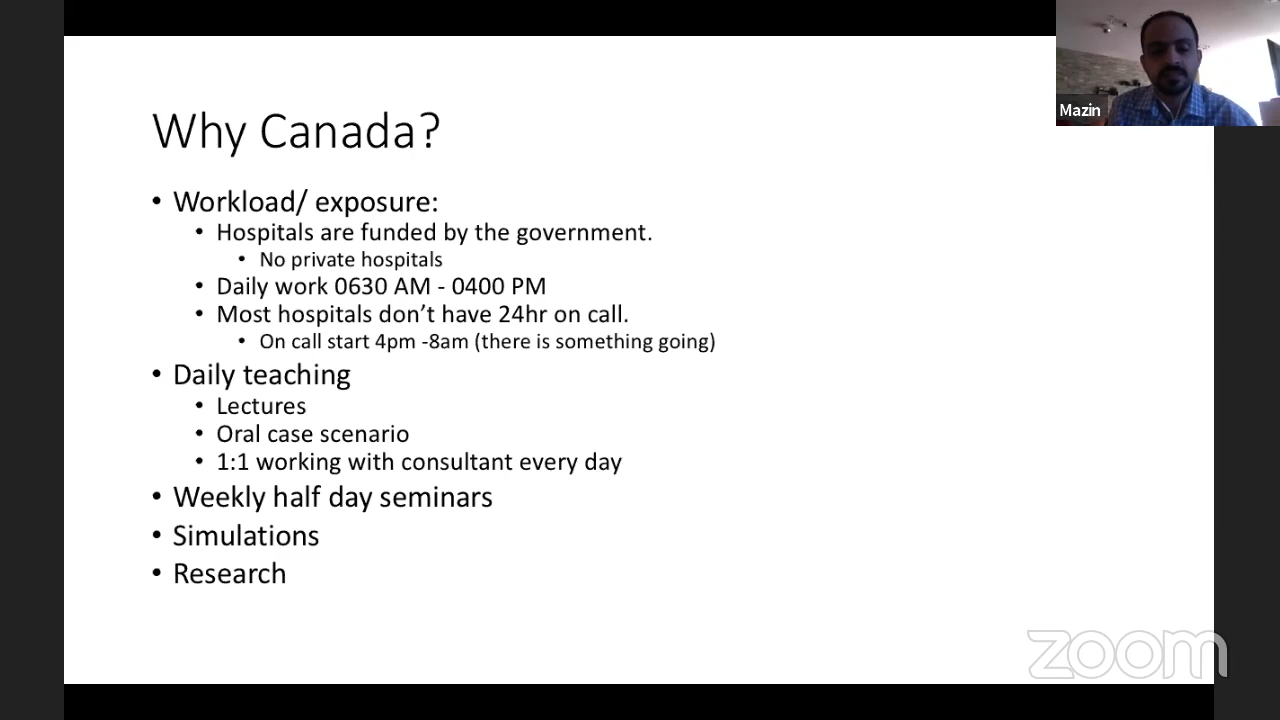 Mazin
Why Canada?
• Workload/ exposure:
• Hospitals are funded by the government.
• No private hospitals
• Daily work 0630 AM - 0400 PM
• Most hospitals don’t have 24hr on call.
• On call start 4pm -8am (there is something going)
• Daily teaching
• Lectures
• Oral case scenario
• 1:1 working with consultant every day
• Weekly half day seminars
• Simulations
• Research
zoom